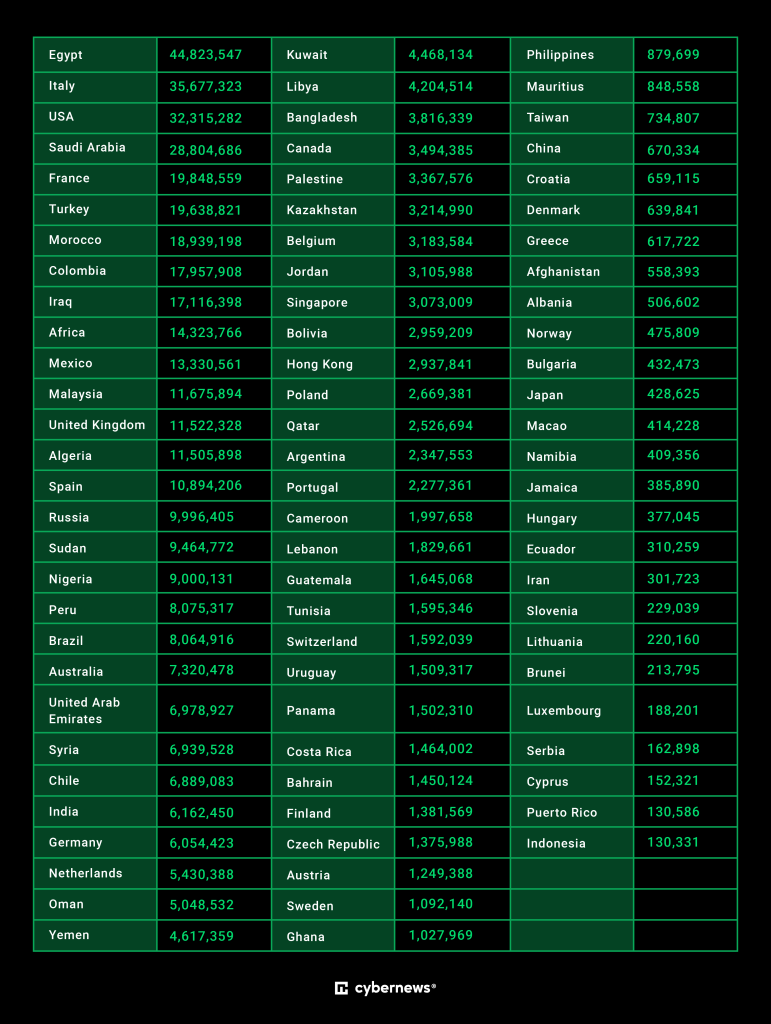 Egypt 44,823,547 Kuwait 4,468,134 Philippines 879,699
Italy 35,677,323 Libya 4,204,514 Mauritius 848,558
USA 32,315,282 Bangladesh 3,816,339 Taiwan 734,807
Saudi Arabia 28,804,686 Canada 3,494,385 China 670,334
France 19,848,559 Palestine 3,367,576 Croatia 659,115
Turkey 19,638,821 Kazakhstan 3,214,990 Denmark 639,841
Morocco 18,939,198 Belgium 3,183,584 Greece 617,722
Colombia 17,957,908 Jordan 3,105,988 Afghanistan 558,393
Iraq 17,116,398 Singapore 3,073,009 Albania 506,602
Africa 14,323,766 Bolivia 2,959,209 Norway 475,809
Mexico 13,330,561 Hong Kong 2,937,841 Bulgaria 432,473
Malaysia 11,675,894 Poland 2,669,381 Japan 428,625
United Kingdom 11,522,328 Qatar 2,526,694 Macao 414,228
Algeria 11,505,898 Argentina 2,347,553 Namibia 409,356
Spain 10,894,206 Portugal 2,277,361 Jamaica 385,890
Russia 9,996,405 Cameroon 1,997,658 Hungary 377,045
Sudan 9,464,772 Lebanon 1,829,661 Ecuador 310,259
Nigeria 9,000,131 Guatemala 1,645,068 Iran 301,723
Peru 8,075,317 Tunisia 1,595,346 Slovenia 229,039
Brazil 8,064,916 Switzerland 1,592,039 Lithuania 220,160
Australia 7,320,478 Uruguay 1,509,317 Brunei 213,795
United Arab
Emirates 6,978,927 Panama 1,502,310 Luxembourg 188,201
Syria 6,939,528 Costa Rica 1,464,002 Serbia 162,898
Chile 6,889,083 Bahrain 1,450,124 Cyprus 152,321
India 6,162,450 Finland 1,381,569 Puerto Rico 130,586
Germany 6,054,423 Czech Republic 1,375,988 Indonesia 130,331
Netherlands 5,430,388 Austria 1,249,388
Oman 5,048,532 Sweden 1,092,140
Yemen 4,617,359 Ghana 1,027,969
cybernews®